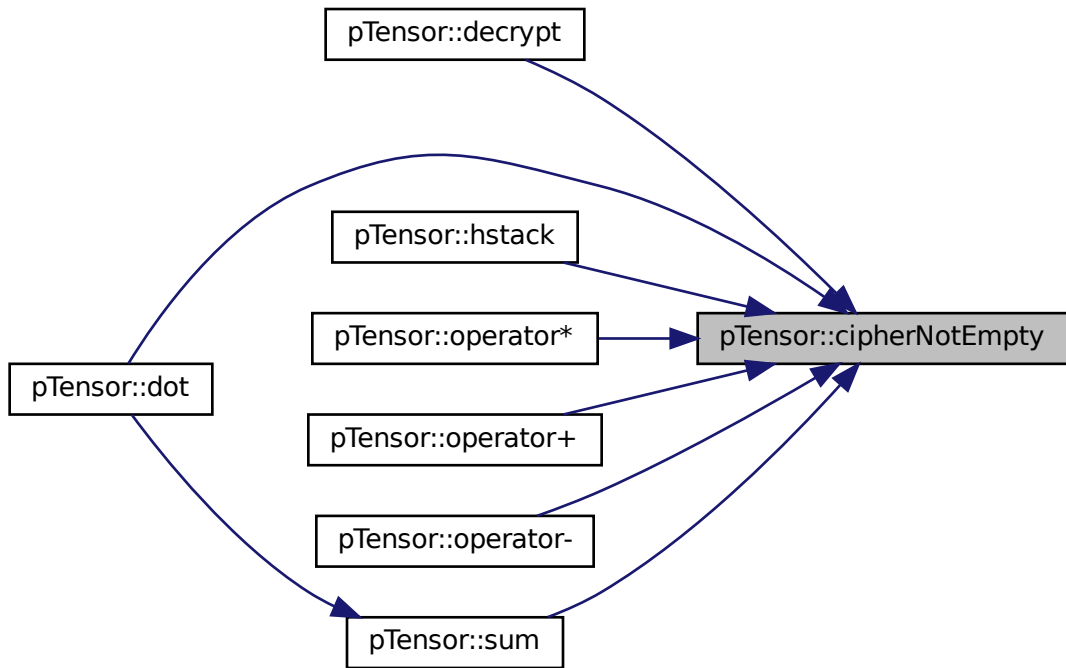 pTensor::decrypt
pTensor::hstack
pTensor::operator*
pTensor::cipherNotEmpty
pTensor::dot
pTensor::operator+
pTensor::operator-
pTensor::sum